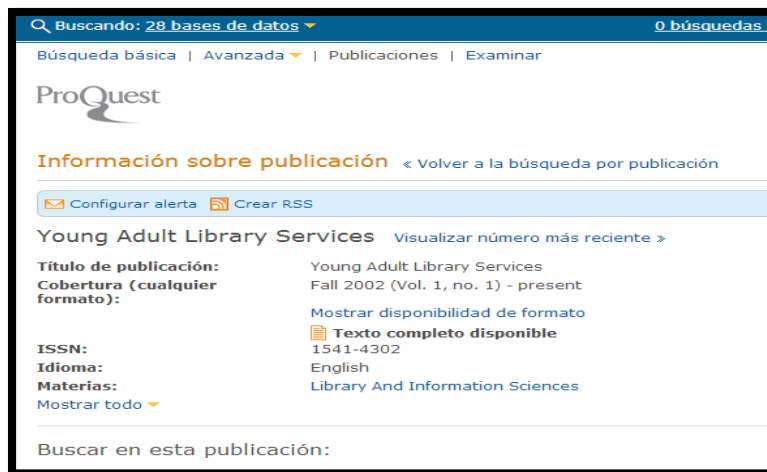 Buscando: 28 bases de datos 0 búsquedas
Búsqueda básica | Avanzada | Publicaciones | Examinar
ProQuest
Información sobre publicación « Volver a la búsqueda por publicación
Configurar alerta Crear RSS
Young Adult Library Services Visualizar número más reciente »
Título de publicación: Young Adult Library Services
Cobertura (cualquier formato): Fall 2002 (Vol. 1, no. 1) - present
Mostrar disponibilidad de formato
Texto completo disponible
ISSN: 1541-4302
Idioma: English
Materias: Library And Information Sciences
Mostrar todo
Buscar en esta publicación: